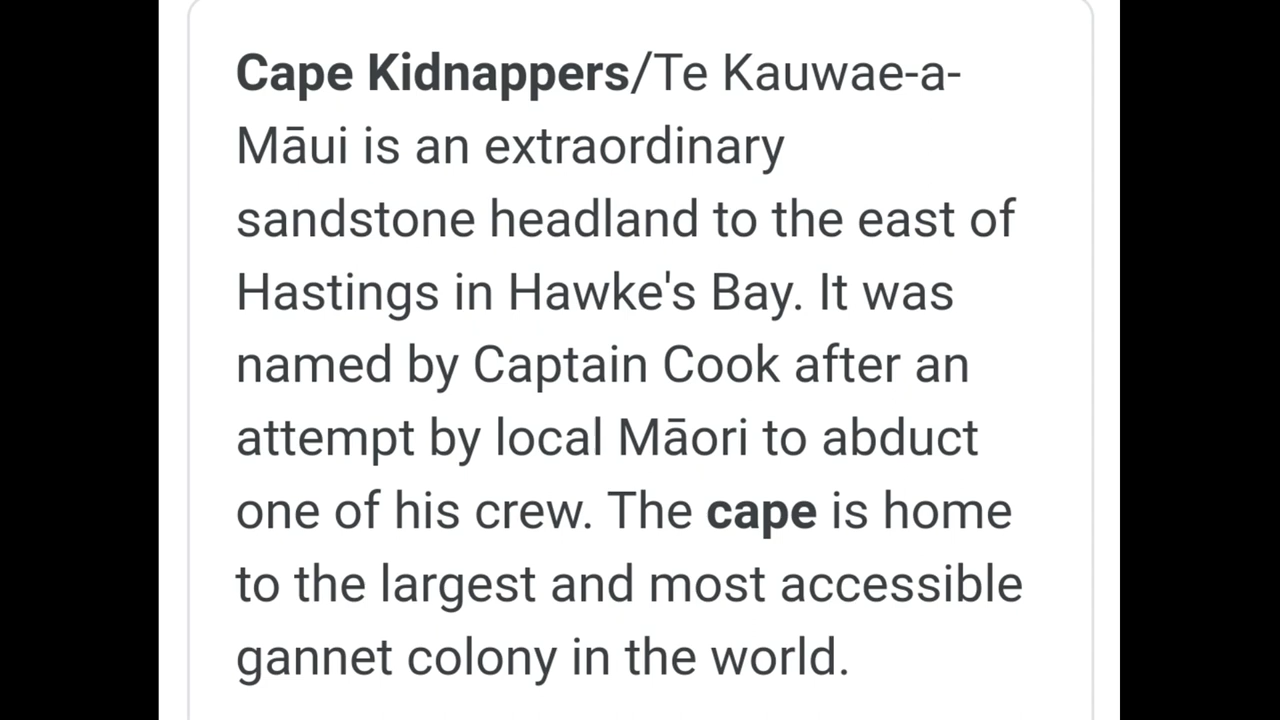 Cape Kidnappers/Te Kauwae-a-
Māui is an extraordinary
sandstone headland to the east of
Hastings in Hawke's Bay. It was
named by Captain Cook after an
attempt by local Māori to abduct
one of his crew. The cape is home
to the largest and most accessible
gannet colony in the world.